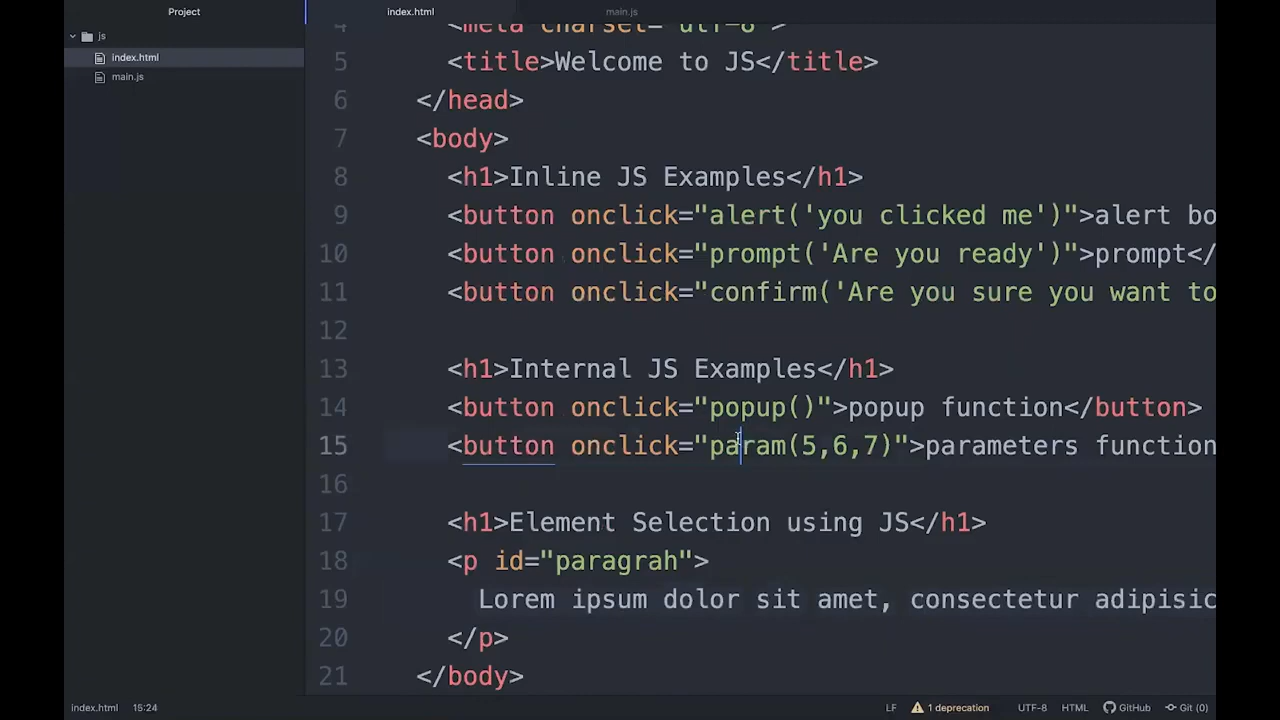 Project
index.html
main.js
js
index.html
main.js
4 <meta charset="utf-8">
5 <title>Welcome to JS</title>
6 </head>
7 <body>
8 <h1>Inline JS Examples</h1>
9 <button onclick="alert('you clicked me')">alert bo
10 <button onclick="prompt('Are you ready')">prompt</
11 <button onclick="confirm('Are you sure you want to
12
13 <h1>Internal JS Examples</h1>
14 <button onclick="popup()">popup function</button>
15 <button onclick="param(5,6,7)">parameters function
16
17 <h1>Element Selection using JS</h1>
18 <p id="paragrah">
19 Lorem ipsum dolor sit amet, consectetur adipisic
20 </p>
21 </body>
index.html 15:24 LF 1 deprecation UTF-8 HTML GitHub Git (0)